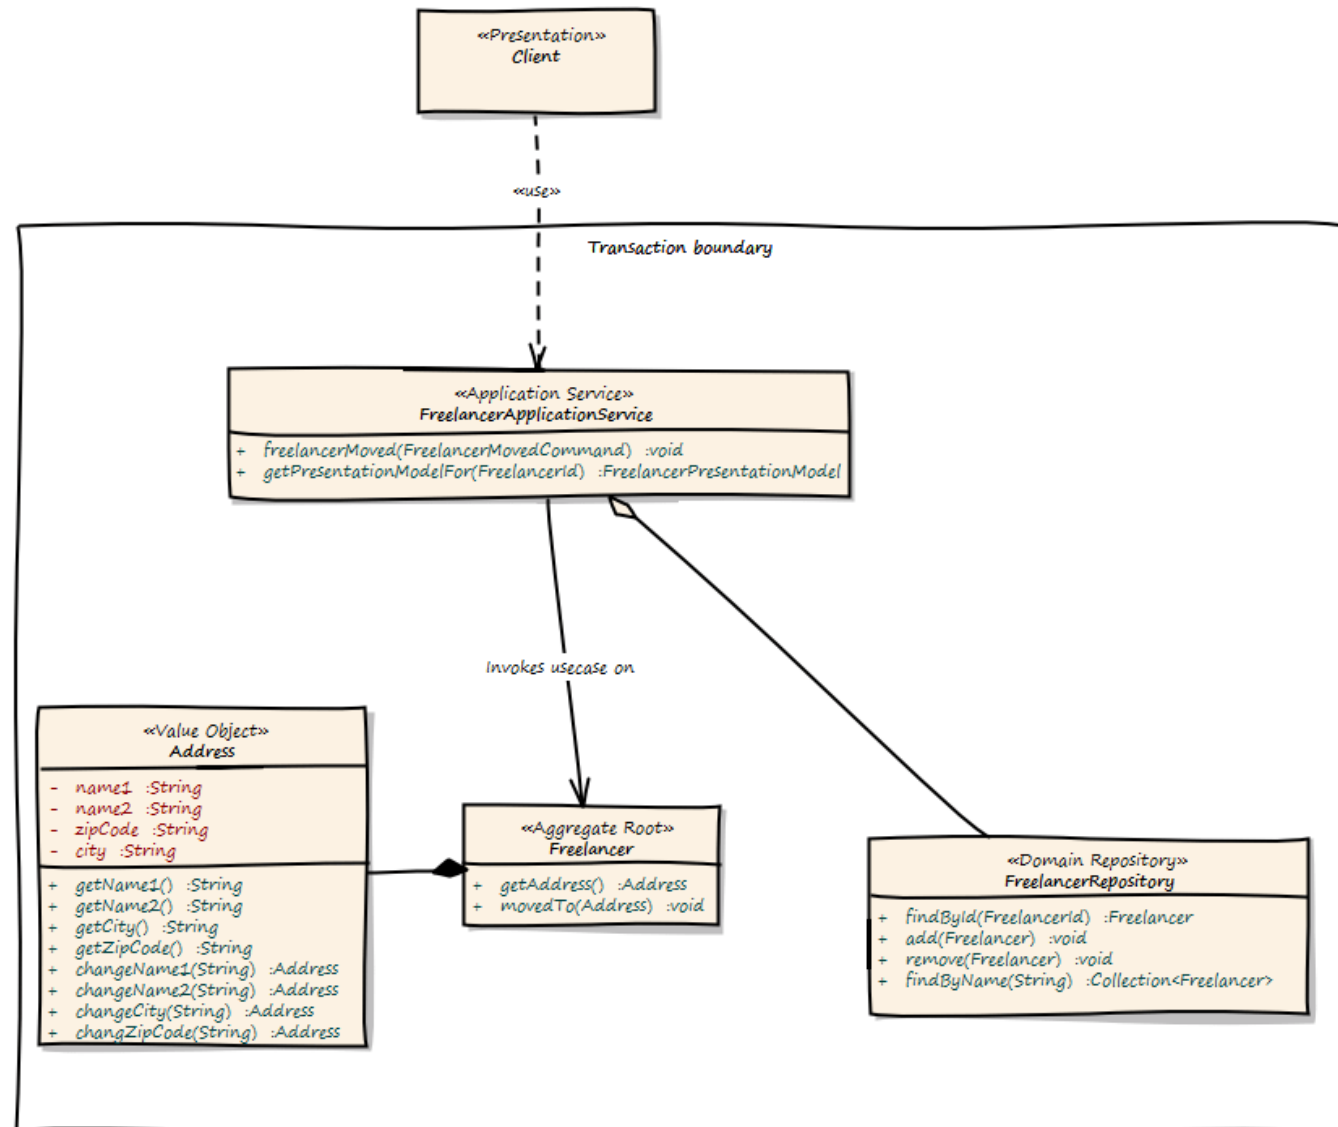 «Presentation»
Client
«use»
Transaction boundary
«Application Service»
FreelancerApplicationService
+ freelancerMoved(FreelancerMovedCommand) :void
+ getPresentationModelFor(FreelancerId) :FreelancerPresentationModel
Invokes usecase on
«Value Object»
Address
- name1 :String
- name2 :String
- zipCode :String
- city :String
+ getName1() :String
+ getName2() :String
+ getCity() :String
+ getZipCode() :String
+ changeName1(String) :Address
+ changeName2(String) :Address
+ changeCity(String) :Address
+ changZipCode(String) :Address
«Aggregate Root»
Freelancer
+ getAddress() :Address
+ movedTo(Address) :void
«Domain Repository»
FreelancerRepository
+ findById(FreelancerId) :Freelancer
+ add(Freelancer) :void
+ remove(Freelancer) :void
+ findByName(String) :Collection<Freelancer>